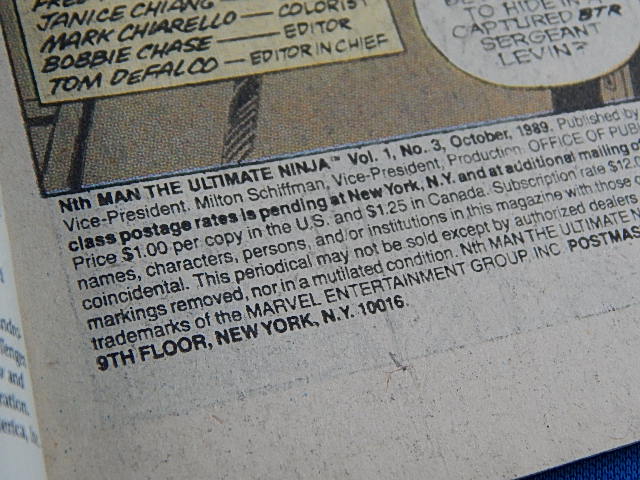 JANICE CHIANG — COLORIST
MARK CHIARELLO — EDITOR
BOBBIE CHASE — EDITOR IN CHIEF
TOM DEFALCO
TO HIDE IN A
CAPTURED BTR
SERGEANT
LEVIN?
Nth MAN THE ULTIMATE NINJA™ Vol. 1, No. 3, October, 1989. Published by
Vice-President. Milton Schiffman, Vice-President, Production. OFFICE OF PUB
class postage rates is pending at New York, N.Y. and at additional mailing of
Price $1.00 per copy in the U.S. and $1.25 in Canada. Subscription rate $12.
names, characters, persons, and/or institutions in this magazine with those
coincidental. This periodical may not be sold except by authorized dealers
markings removed, nor in a mutilated condition. Nth MAN THE ULTIMATE
trademarks of the MARVEL ENTERTAINMENT GROUP, INC. POSTMAS
9TH FLOOR, NEW YORK, N.Y. 10016.
and
ration.
erica, In